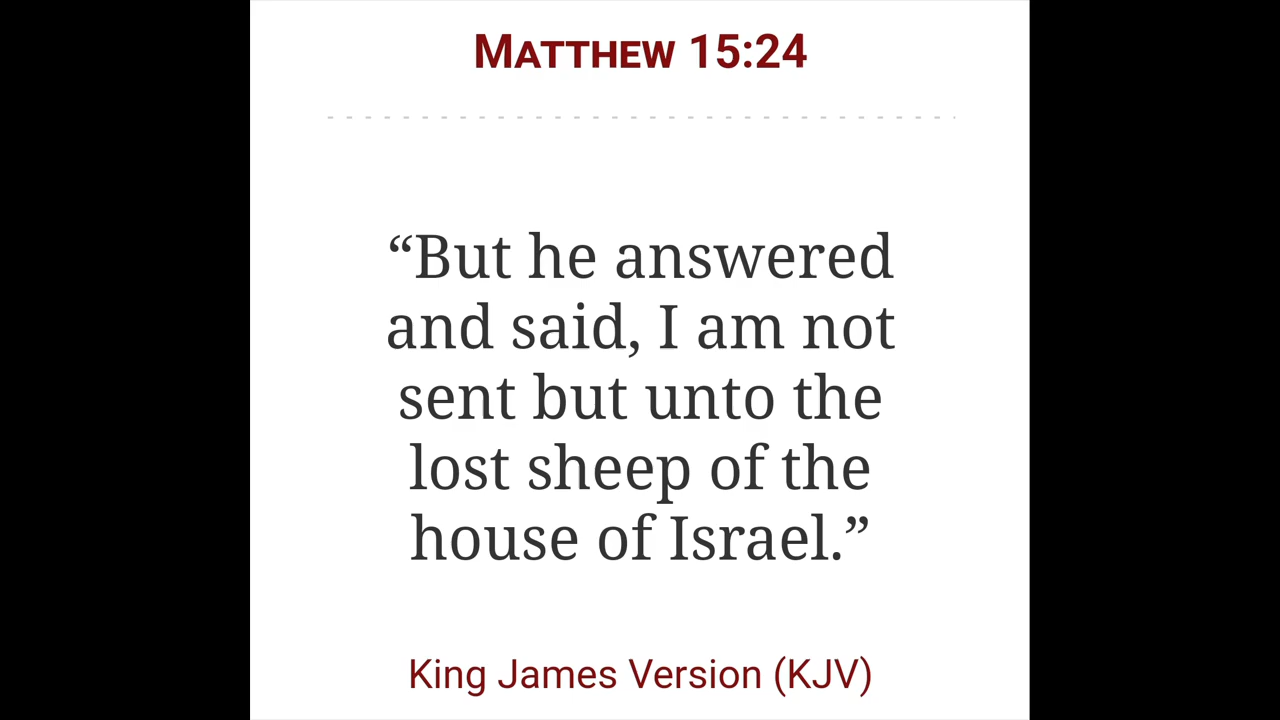 MATTHEW 15:24
“But he answered
and said, I am not
sent but unto the
lost sheep of the
house of Israel.”
King James Version (KJV)